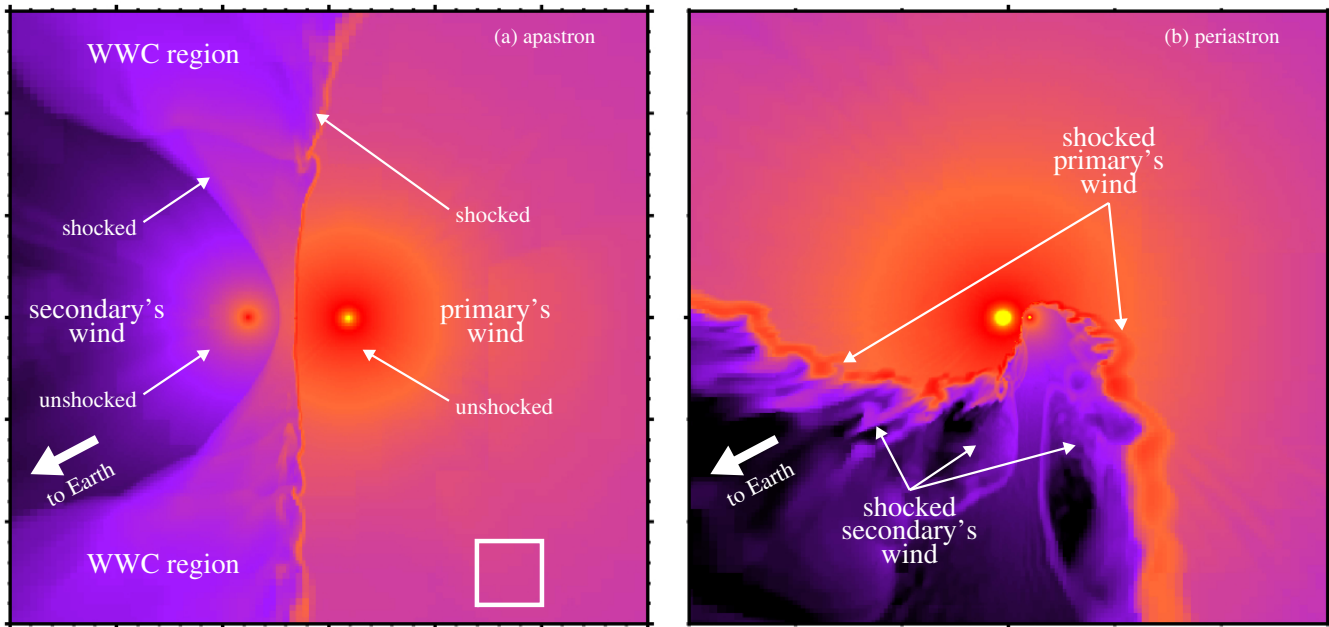 (a) apastron
WWC region
shocked
shocked
secondary's
wind
primary's
wind
unshocked
unshocked
to Earth
WWC region
(b) periastron
shocked
primary's
wind
to Earth
shocked
secondary's
wind